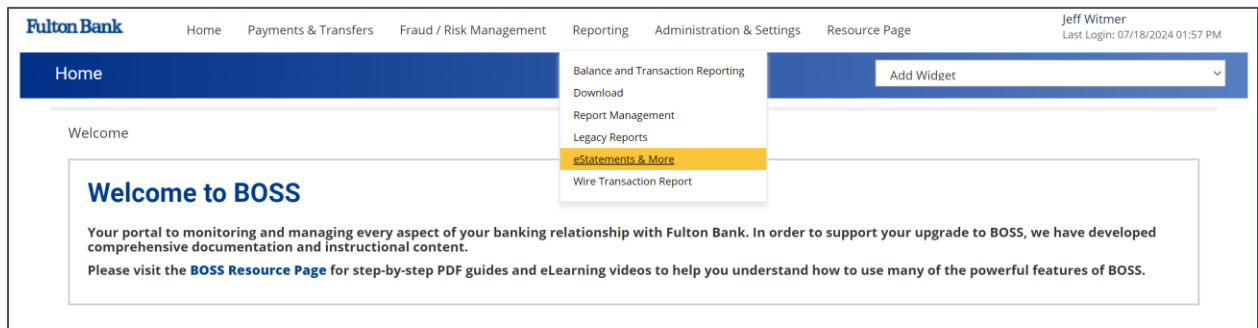 Fulton Bank
Home
Payments & Transfers
Fraud / Risk Management
Reporting
Administration & Settings
Resource Page
Jeff Witmer
Last Login: 07/18/2024 01:57 PM
Home
Add Widget
Balance and Transaction Reporting
Download
Report Management
Legacy Reports
eStatements & More
Wire Transaction Report
Welcome
Welcome to BOSS
Your portal to monitoring and managing every aspect of your banking relationship with Fulton Bank. In order to support your upgrade to BOSS, we have developed
comprehensive documentation and instructional content.
Please visit the BOSS Resource Page for step-by-step PDF guides and eLearning videos to help you understand how to use many of the powerful features of BOSS.